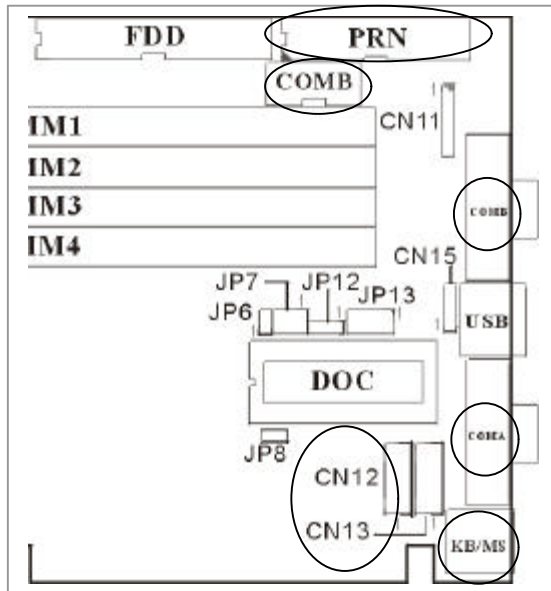 FDD
PRN
COMB
CN11
IM1
IM2
IM3
IM4
COMB
CN15
JP7
JP12
JP13
JP6
USB
DOC
COMA
JP8
CN12
CN13
KB/MS